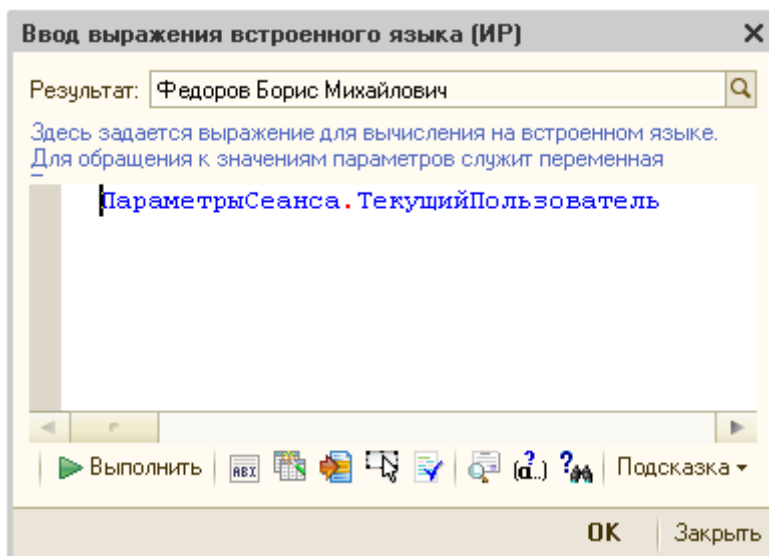 Ввод выражения встроенного языка (ИР)
Результат: Федоров Борис Михайлович
Здесь задается выражение для вычисления на встроенном языке.
Для обращения к значениям параметров служит переменная
ПараметрыСеанса.ТекущийПользователь
Выполнить Подсказка
OK Закрыть